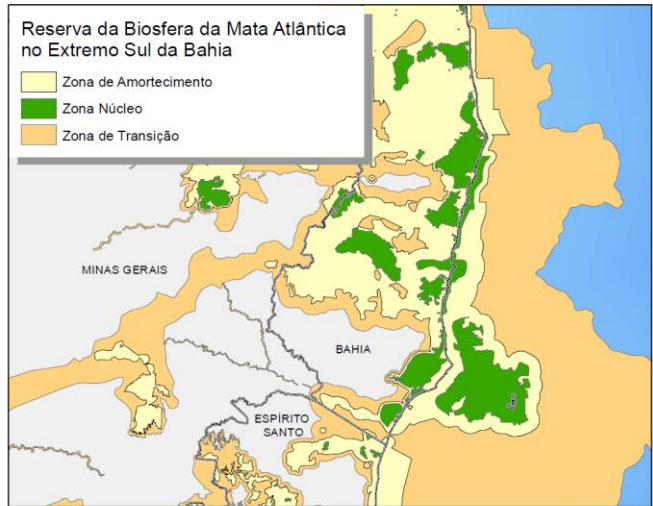 Reserva da Biosfera da Mata Atlântica
no Extremo Sul da Bahia
Zona de Amortecimento
Zona Núcleo
Zona de Transição
MINAS GERAIS
BAHIA
ESPÍRITO
SANTO